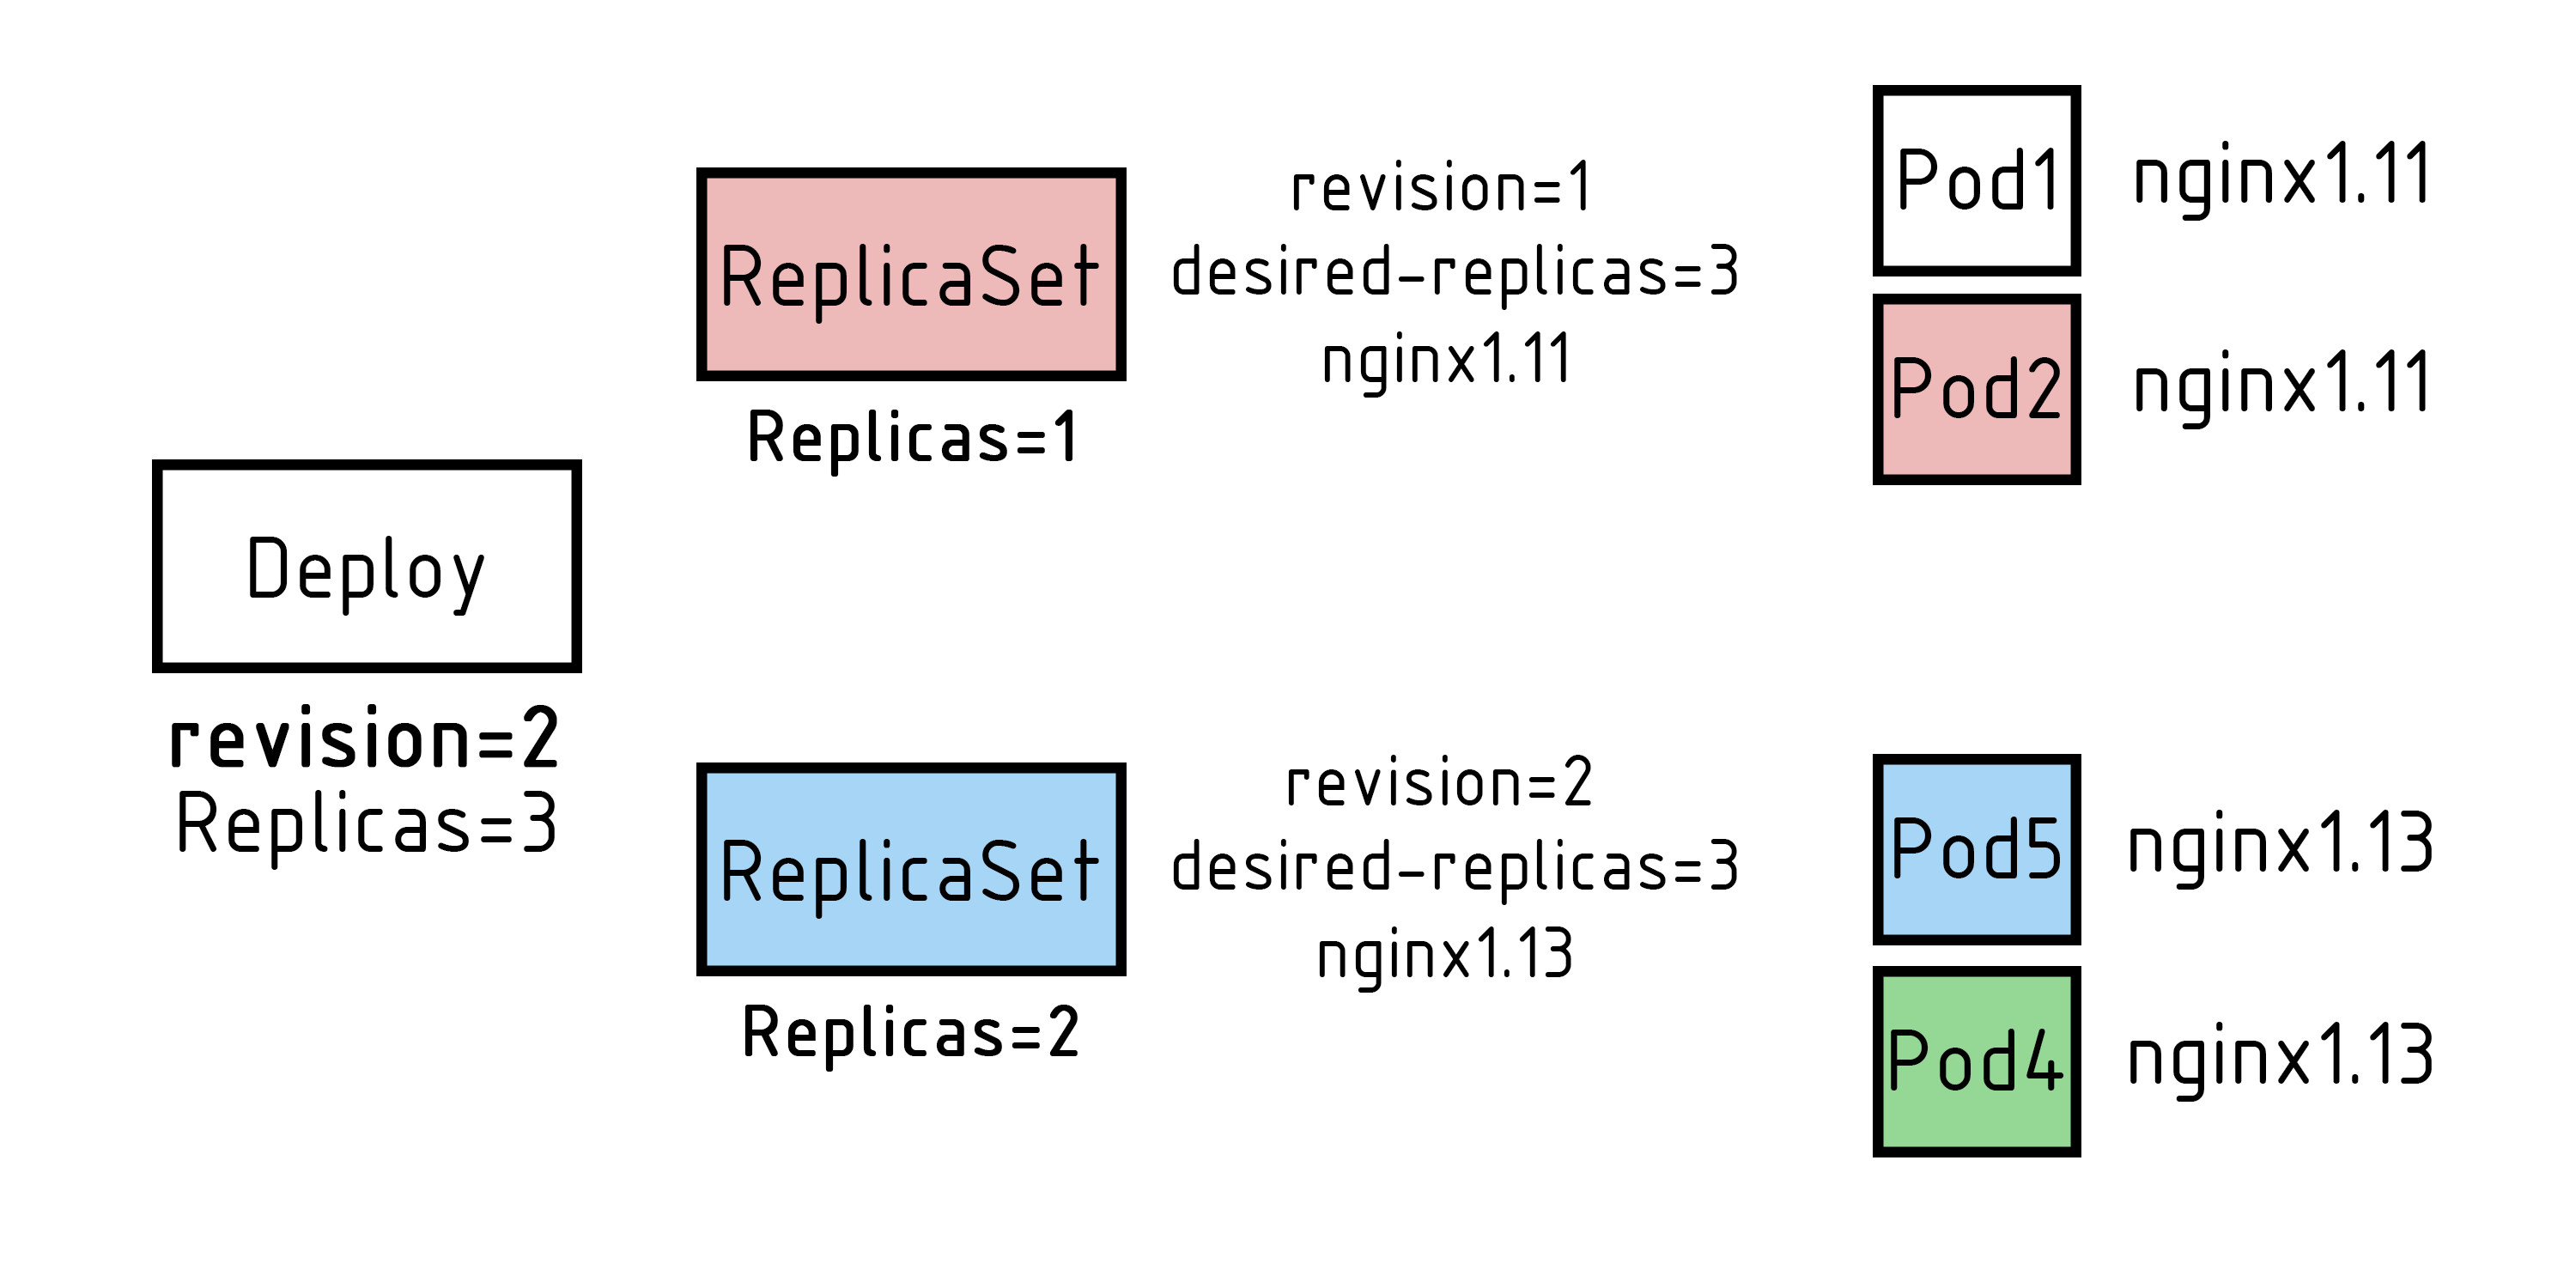 Deploy
revision=2
Replicas=3
ReplicaSet
Replicas=1
revision=1
desired-replicas=3
nginx1.11
Pod1
nginx1.11
Pod2
nginx1.11
ReplicaSet
Replicas=2
revision=2
desired-replicas=3
nginx1.13
Pod5
nginx1.13
Pod4
nginx1.13